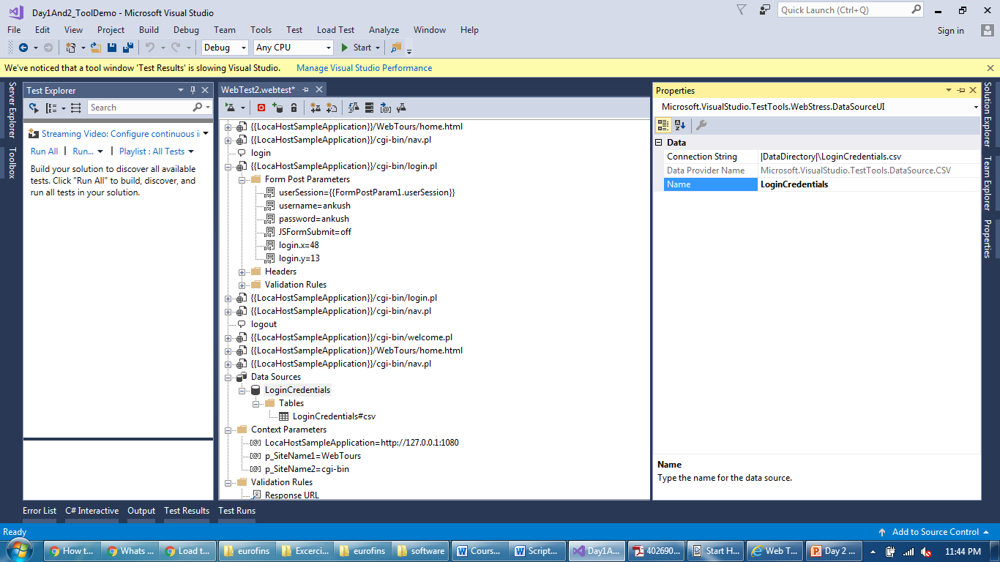 Day1And2_ToolDemo - Microsoft Visual Studio
Quick Launch (Ctrl+Q)
File Edit View Project Build Debug Team Tools Test Load Test Analyze Window Help
Sign in
Debug Any CPU Start
We've noticed that a tool window 'Test Results' is slowing Visual Studio. Manage Visual Studio Performance
Server Explorer
Toolbox
Test Explorer
Search
Streaming Video: Configure continuous i
Run All | Run... | Playlist : All Tests
Build your solution to discover all available
tests. Click "Run All" to build, discover, and
run all tests in your solution.
WebTest2.webtest*
{{LocaHostSampleApplication}}/WebTours/home.html
{{LocaHostSampleApplication}}/cgi-bin/nav.pl
login
{{LocaHostSampleApplication}}/cgi-bin/login.pl
Form Post Parameters
userSession={{FormPostParam1.userSession}}
username=ankush
password=ankush
JSFormSubmit=off
login.x=48
login.y=13
Headers
Validation Rules
{{LocaHostSampleApplication}}/cgi-bin/login.pl
{{LocaHostSampleApplication}}/cgi-bin/nav.pl
logout
{{LocaHostSampleApplication}}/cgi-bin/welcome.pl
{{LocaHostSampleApplication}}/WebTours/home.html
{{LocaHostSampleApplication}}/cgi-bin/nav.pl
Data Sources
LoginCredentials
Tables
LoginCredentials#csv
Context Parameters
LocaHostSampleApplication=http://127.0.0.1:1080
p_SiteName1=WebTours
p_SiteName2=cgi-bin
Validation Rules
Response URL
Properties
Microsoft.VisualStudio.TestTools.WebStress.DataSourceUI
Data
Connection String |DataDirectory|\LoginCredentials.csv
Data Provider Name Microsoft.VisualStudio.TestTools.DataSource.CSV
Name LoginCredentials
Name
Type the name for the data source.
Solution Explorer
Team Explorer
Properties
Error List C# Interactive Output Test Results Test Runs
Ready
Add to Source Control
How t... Whats ... Load t... eurofins Excerci... eurofins software Cours... Script... Day1A... 402690... Start H... Web T... Day 2 ... 11:44 PM